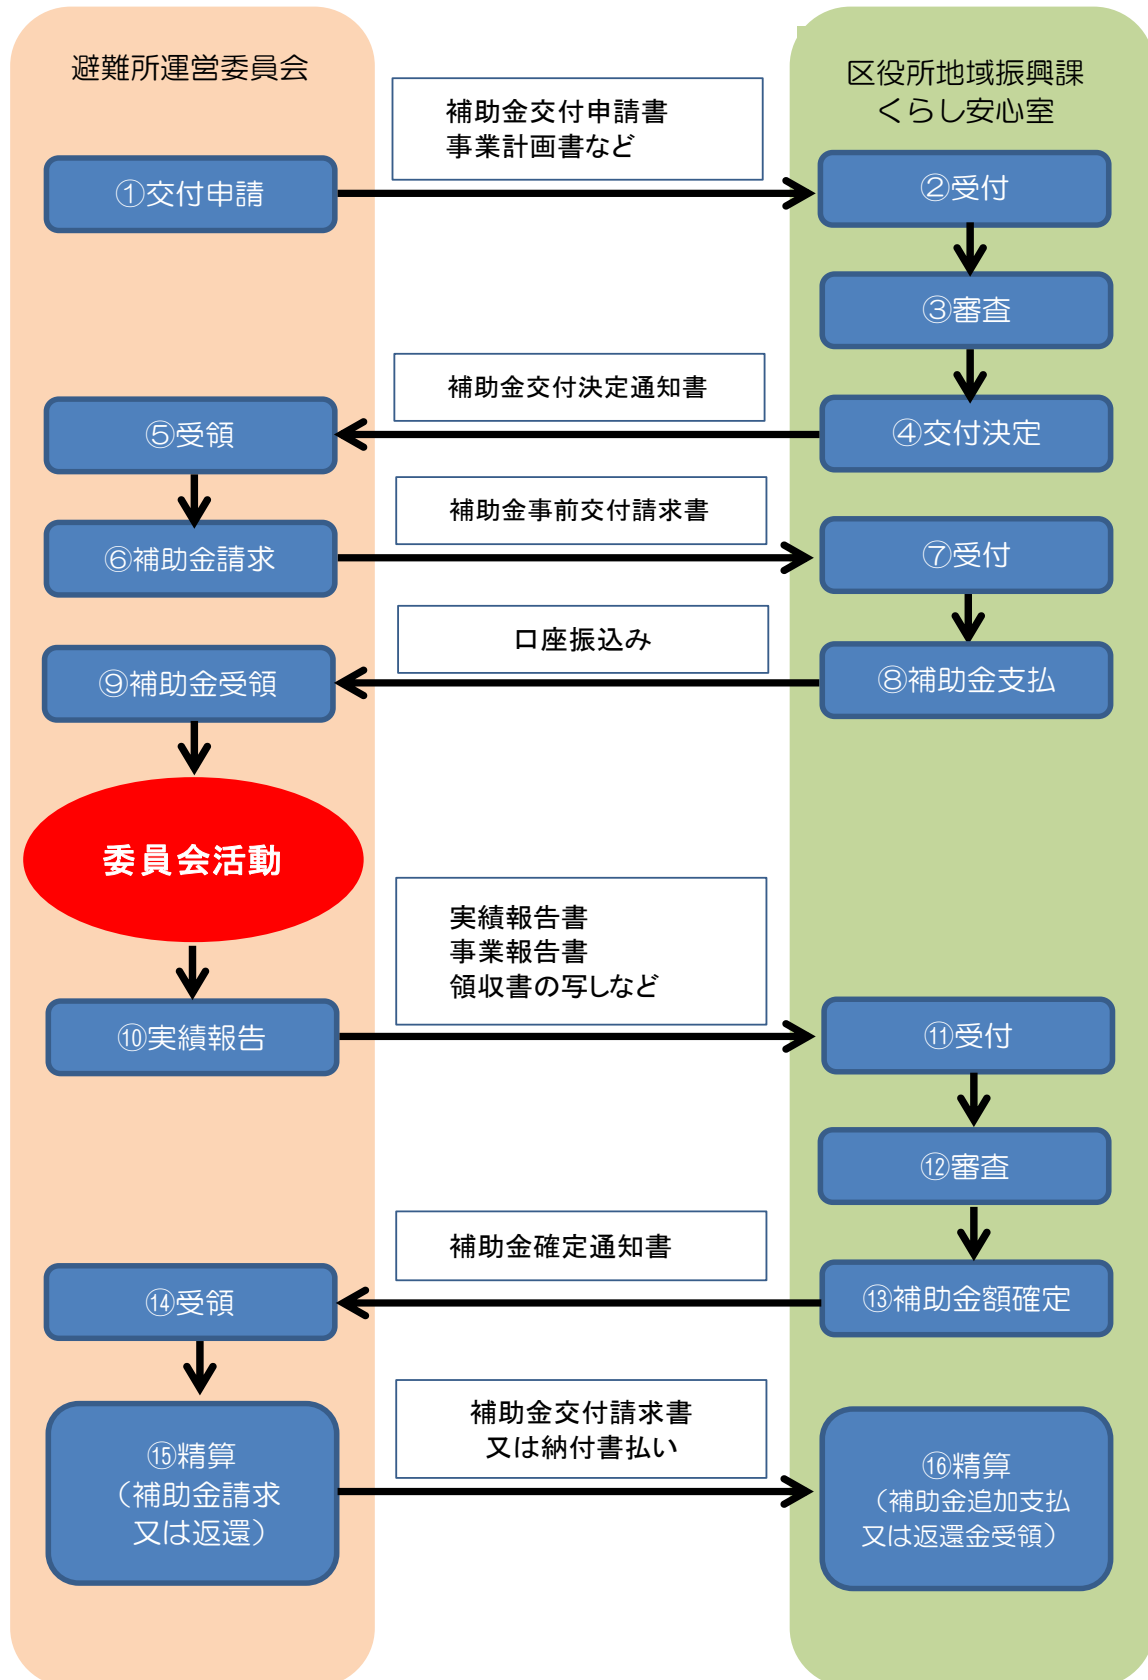 避難所運営委員会
区役所地域振興課
くらし安心室
補助金交付申請書
事業計画書など
①交付申請
②受付
③審査
補助金交付決定通知書
⑤受領
④交付決定
補助金事前交付請求書
⑥補助金請求
⑦受付
口座振込み
⑨補助金受領
⑧補助金支払
委員会活動
実績報告書
事業報告書
領収書の写しなど
⑩実績報告
⑪受付
⑫審査
補助金確定通知書
⑭受領
⑬補助金額確定
補助金交付請求書
又は納付書払い
⑮精算
（補助金請求
又は返還）
⑯精算
（補助金追加支払
又は返還金受領）